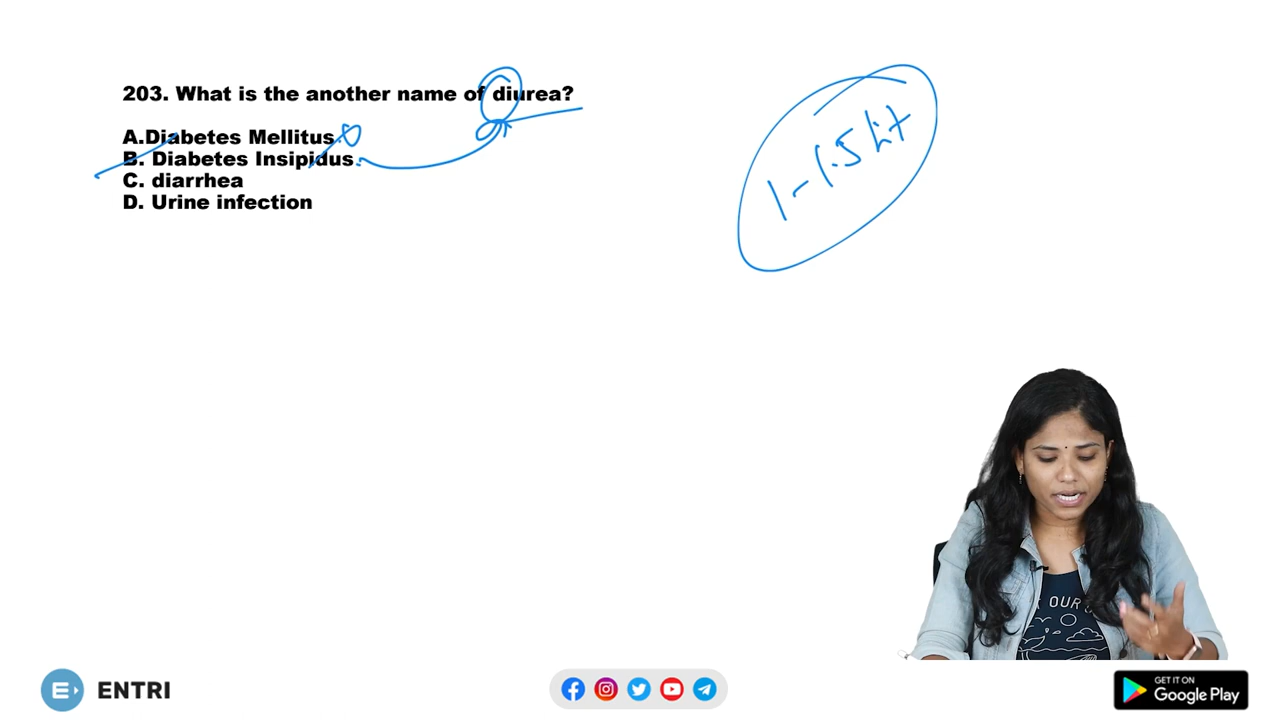 203. What is the another name of diurea?
A.Diabetes Mellitus.
B. Diabetes Insipidus.
C. diarrhea
D. Urine infection
1-1.5 lit
OUR
ENTRI
GET IT ON
Google Play